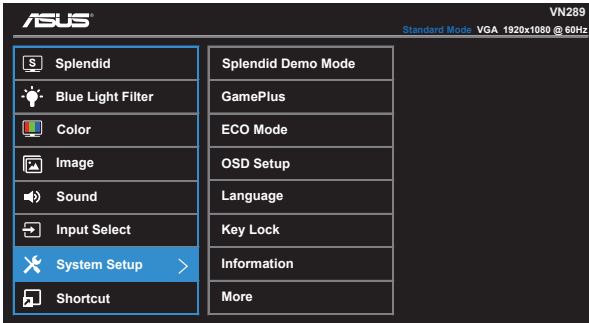 ASUS
VN289
Standard Mode VGA 1920x1080 @ 60Hz
S Splendid
Blue Light Filter
Color
Image
Sound
Input Select
System Setup >
Shortcut
Splendid Demo Mode
GamePlus
ECO Mode
OSD Setup
Language
Key Lock
Information
More